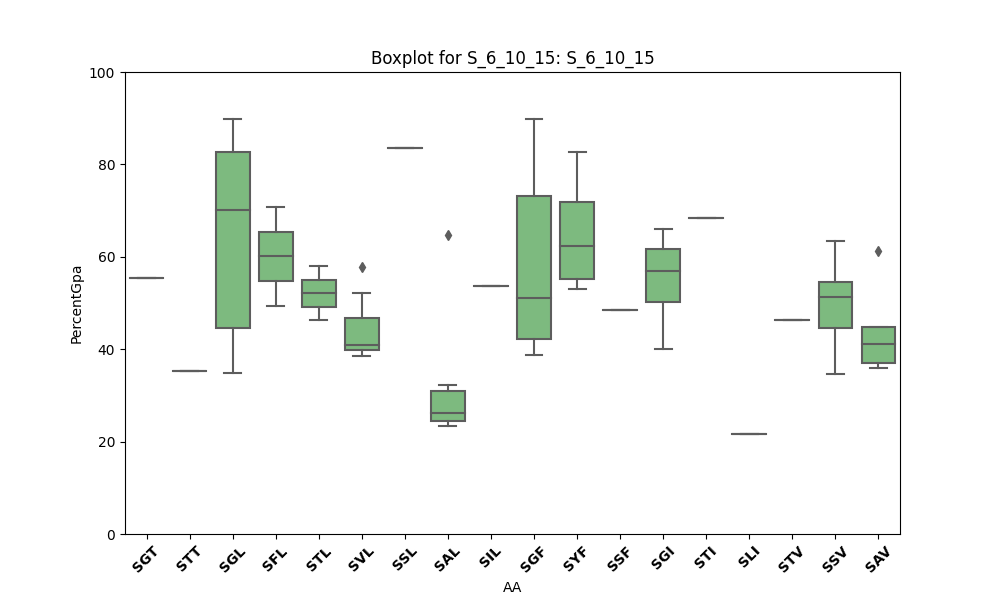 Boxplot for S_6_10_15: S_6_10_15
PercentGpa
100
80
60
40
20
0
SGT STT SGL SFL STL SVL SSL SAL SIL SGF SYF SSF SGI STI SLI STV SSV SAV
AA